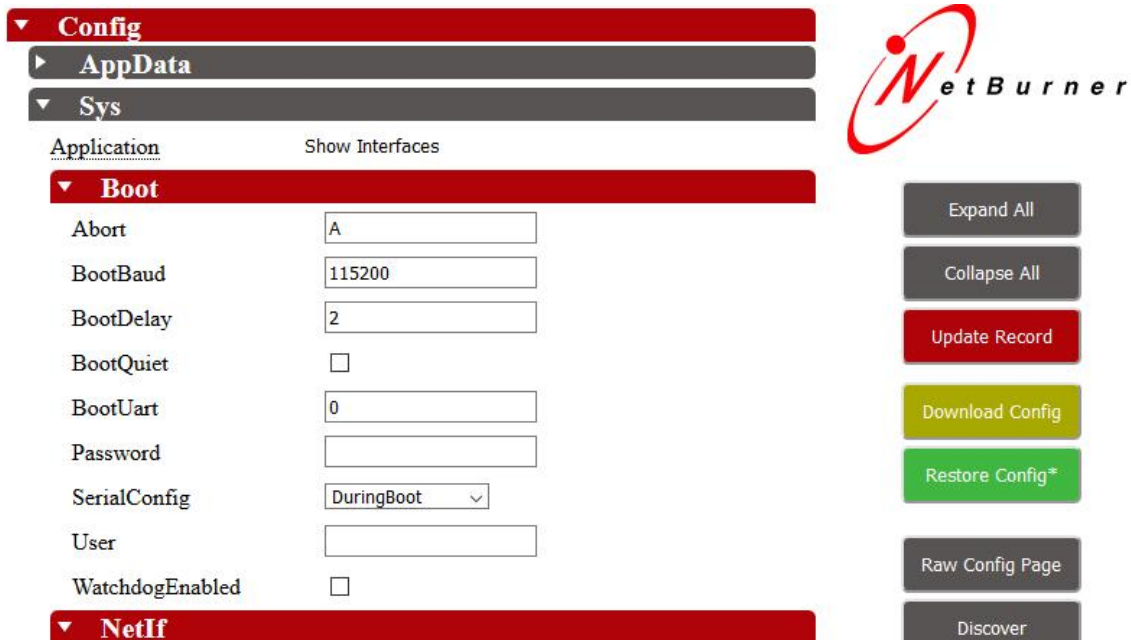 Config
AppData
Sys
Application Show Interfaces
Boot
Abort A
BootBaud 115200
BootDelay 2
BootQuiet
BootUart 0
Password
SerialConfig DuringBoot
User
WatchdogEnabled
NetIf
NetBurner
Expand All
Collapse All
Update Record
Download Config
Restore Config*
Raw Config Page
Discover